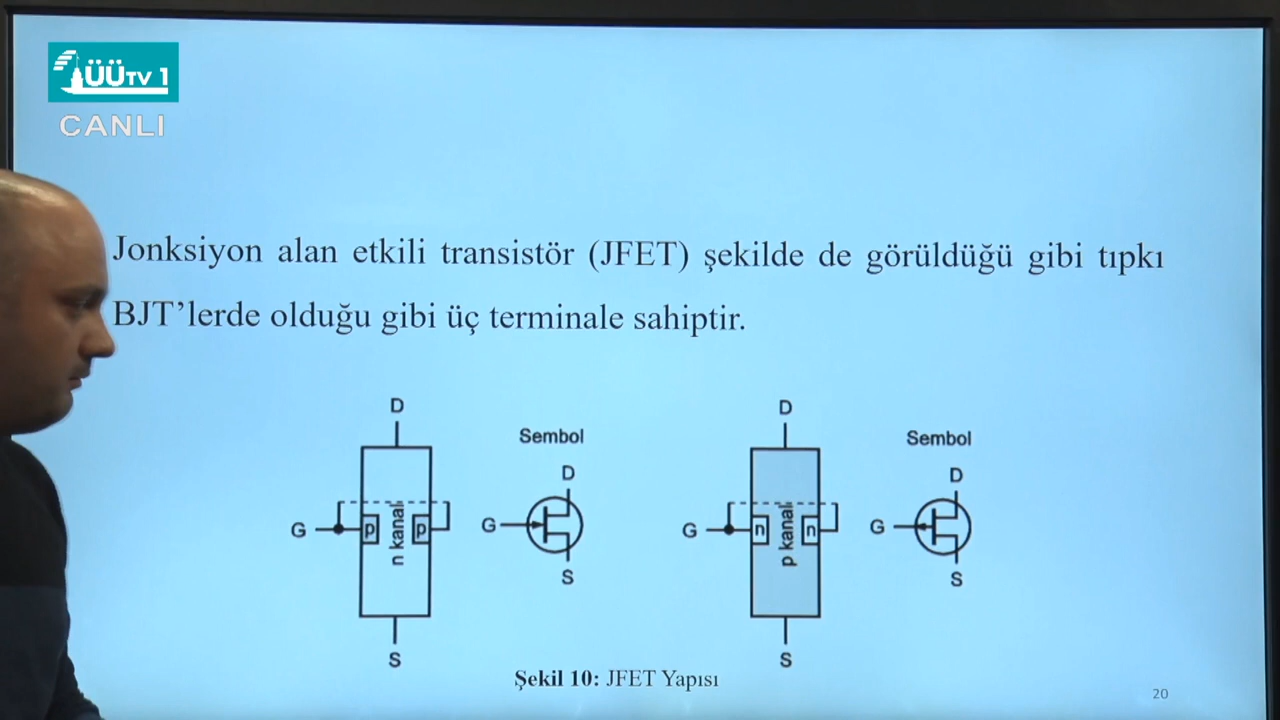 ÜÜTV 1
CANLI
Jonksiyon alan etkili transistör (JFET) şekilde de görüldüğü gibi tıpkı
BJT’lerde olduğu gibi üç terminale sahiptir.
D
G
p
n kanal
p
S
Sembol
D
G
S
D
G
n
p kanal
n
S
Sembol
D
G
S
Şekil 10: JFET Yapısı
20